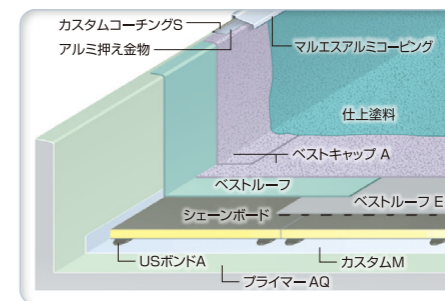 カスタムコーチングS
アルミ押え金物
マルエスアルミコーピング
仕上塗料
ベストキャップ A
ベストルーフ
ベストルーフ E
シェーンボード
USボンドA
カスタムM
プライマー AQ